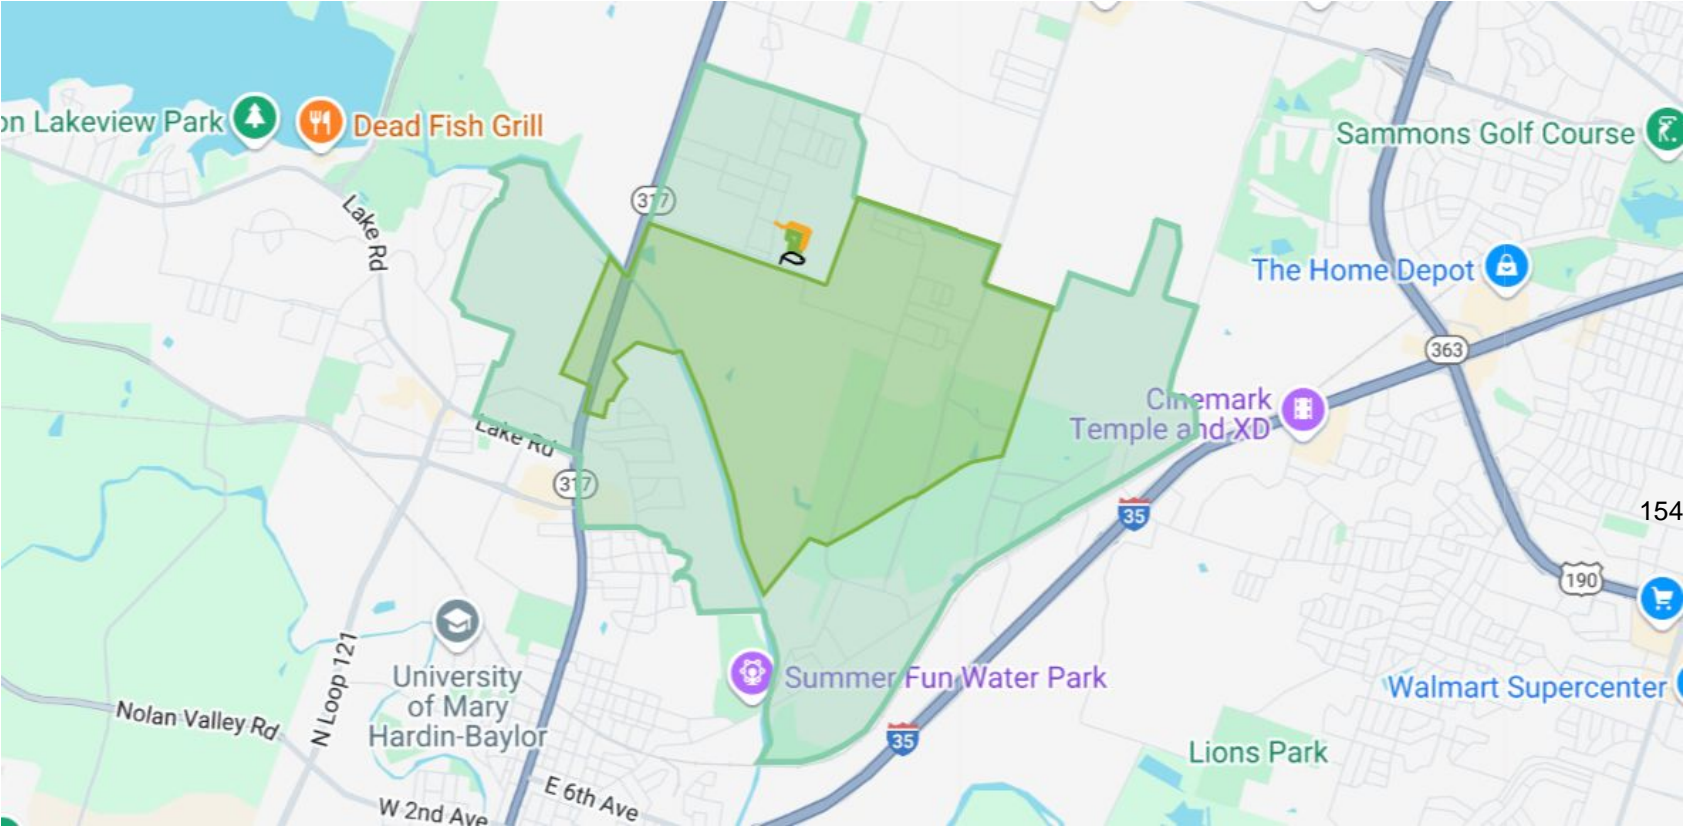 on Lakeview Park
Dead Fish Grill
Sammons Golf Course
317
Lake Rd
The Home Depot
363
Cinemark
Temple and XD
Lake Rd
317
35
154
190
University
of Mary
Hardin-Baylor
N Loop 121
Summer Fun Water Park
Walmart Supercenter
Nolan Valley Rd
35
Lions Park
E 6th Ave
W 2nd Ave